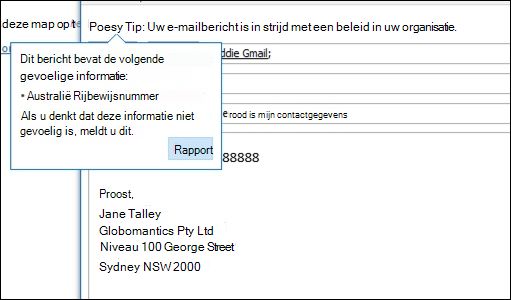 Poesy Tip: Uw e-mailbericht is in strijd met een beleid in uw organisatie.
deze map op te
Dit bericht bevat de volgende
gevoelige informatie:
• Australië Rijbewijsnummer
Als u denkt dat deze informatie niet
gevoelig is, meldt u dit.
Rapport
ddie Gmail;
e rood is mijn contactgegevens
88888
Proost,
Jane Talley
Globomantics Pty Ltd
Niveau 100 George Street
Sydney NSW 2000